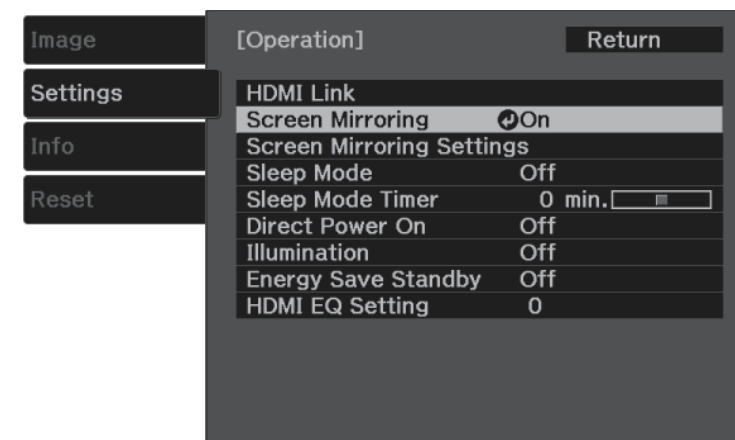 Image
Settings
Info
Reset
[Operation] Return
HDMI Link
Screen Mirroring On
Screen Mirroring Settings
Sleep Mode Off
Sleep Mode Timer 0 min.
Direct Power On Off
Illumination Off
Energy Save Standby Off
HDMI EQ Setting 0